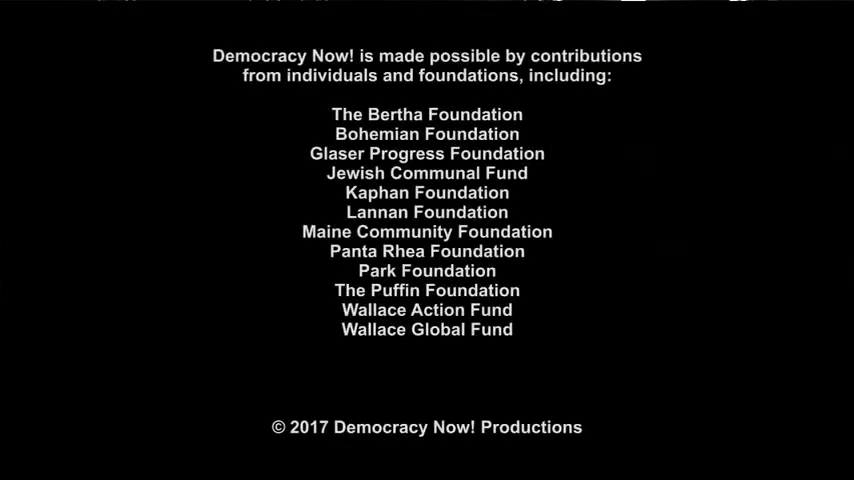 Democracy Now! is made possible by contributions
from individuals and foundations, including:
The Bertha Foundation
Bohemian Foundation
Glaser Progress Foundation
Jewish Communal Fund
Kaphan Foundation
Lannan Foundation
Maine Community Foundation
Panta Rhea Foundation
Park Foundation
The Puffin Foundation
Wallace Action Fund
Wallace Global Fund
© 2017 Democracy Now! Productions